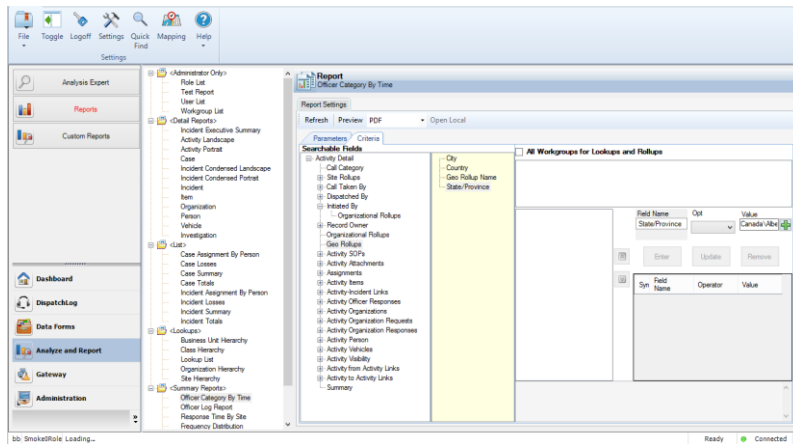 File
Toggle
Logoff
Settings
Quick Find
Mapping
Help
Settings
Analysis Expert
Reports
Custom Reports
Dashboard
DispatchLog
Data Forms
Analyze and Report
Gateway
Administration
<Administrator Only>
Role List
Test Report
User List
Workgroup List
<Detail Reports>
Incident Executive Summary
Activity Landscape
Activity Portrait
Case
Incident Condensed Landscape
Incident Condensed Portrait
Incident
Item
Organization
Person
Vehicle
Investigation
<List>
Case Assignment By Person
Case Losses
Case Summary
Case Totals
Incident Assignment By Person
Incident Losses
Incident Summary
Incident Totals
<Lookups>
Business Unit Hierarchy
Class Hierarchy
Lookup List
Organization Hierarchy
Site Hierarchy
<Summary Reports>
Officer Category By Time
Officer Log Report
Response Time By Site
Frequency Distribution
Report
Officer Category By Time
Report Settings
Refresh Preview PDF Open Local
Parameters Criteria
Searchable Fields
Activity Detail
Call Category
Site Rollups
Call Taken By
Dispatched By
Initiated By
Organizational Rollups
Record Owner
Organizational Rollups
Geo Rollups
Activity SOPs
Activity Attachments
Assignments
Activity Items
Activity-Incident Links
Activity Officer Responses
Activity Organizations
Activity Organization Requests
Activity Organization Responses
Activity Person
Activity Vehicles
Activity Visibility
Activity from Activity Links
Activity to Activity Links
Summary
City
Country
Geo Rollup Name
State/Province
All Workgroups for Lookups and Rollups
Field Name Opt Value
State/Province Canada\Albe
Enter Update Remove
Syn Field Name Operator Value
bb SmokeIRole Loading...
Ready Connected